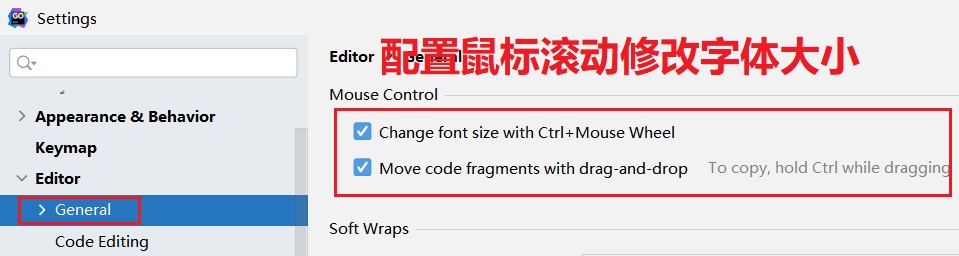 Settings
Editor General
配置鼠标滚动修改字体大小
Mouse Control
Appearance & Behavior
Change font size with Ctrl+Mouse Wheel
Keymap
Move code fragments with drag-and-drop To copy, hold Ctrl while dragging
Editor
General
Soft Wraps
Code Editing